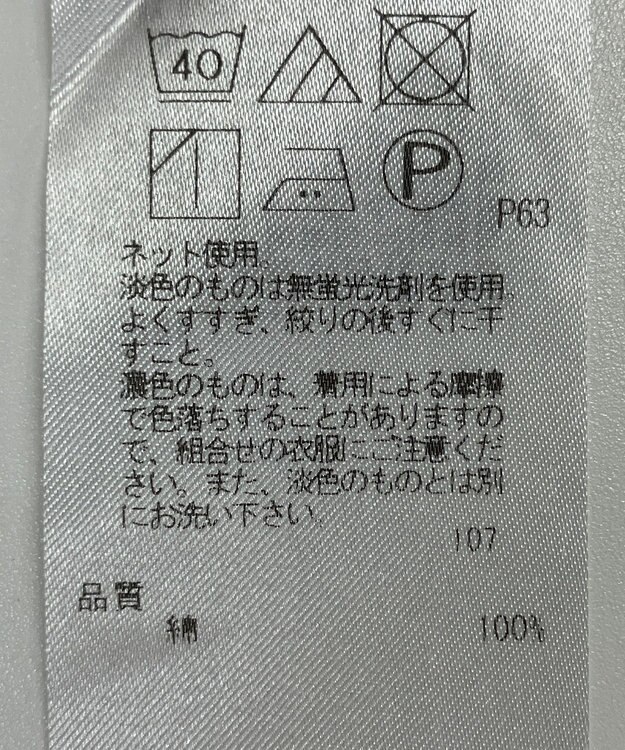 40
P
P63
ネット使用。
淡色のものは無蛍光洗剤を使用。
よくすすぎ、絞りの後すぐに干
すこと。
濃色のものは、着用による摩擦
で色落ちすることがありますの
で、組合せの衣服にご注意くだ
さい。また、淡色のものとは別
にお洗い下さい。
107
品質
綿 100%